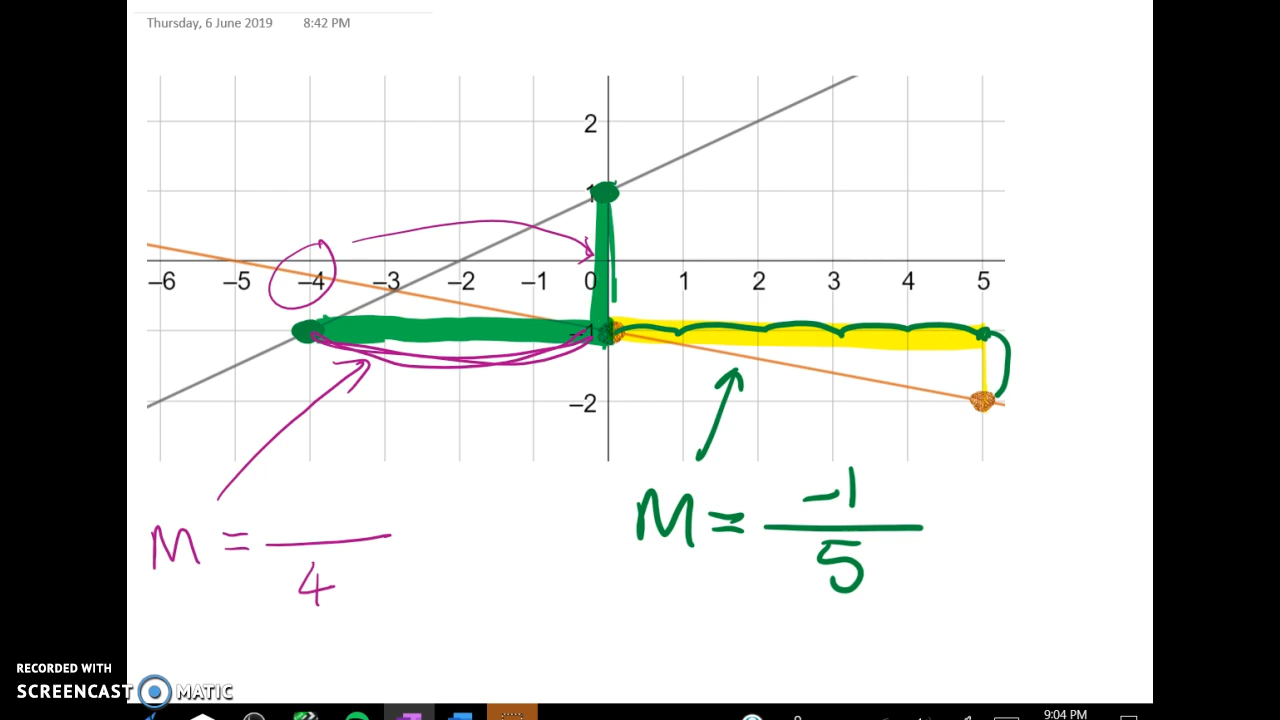 Thursday, 6 June 2019 8:42 PM
2
1
-6 -5 -4 -3 -2 -1 0 1 2 3 4 5
-1
-2
M = -1/5
M = /4
RECORDED WITH
SCREENCAST MATIC
9:04 PM